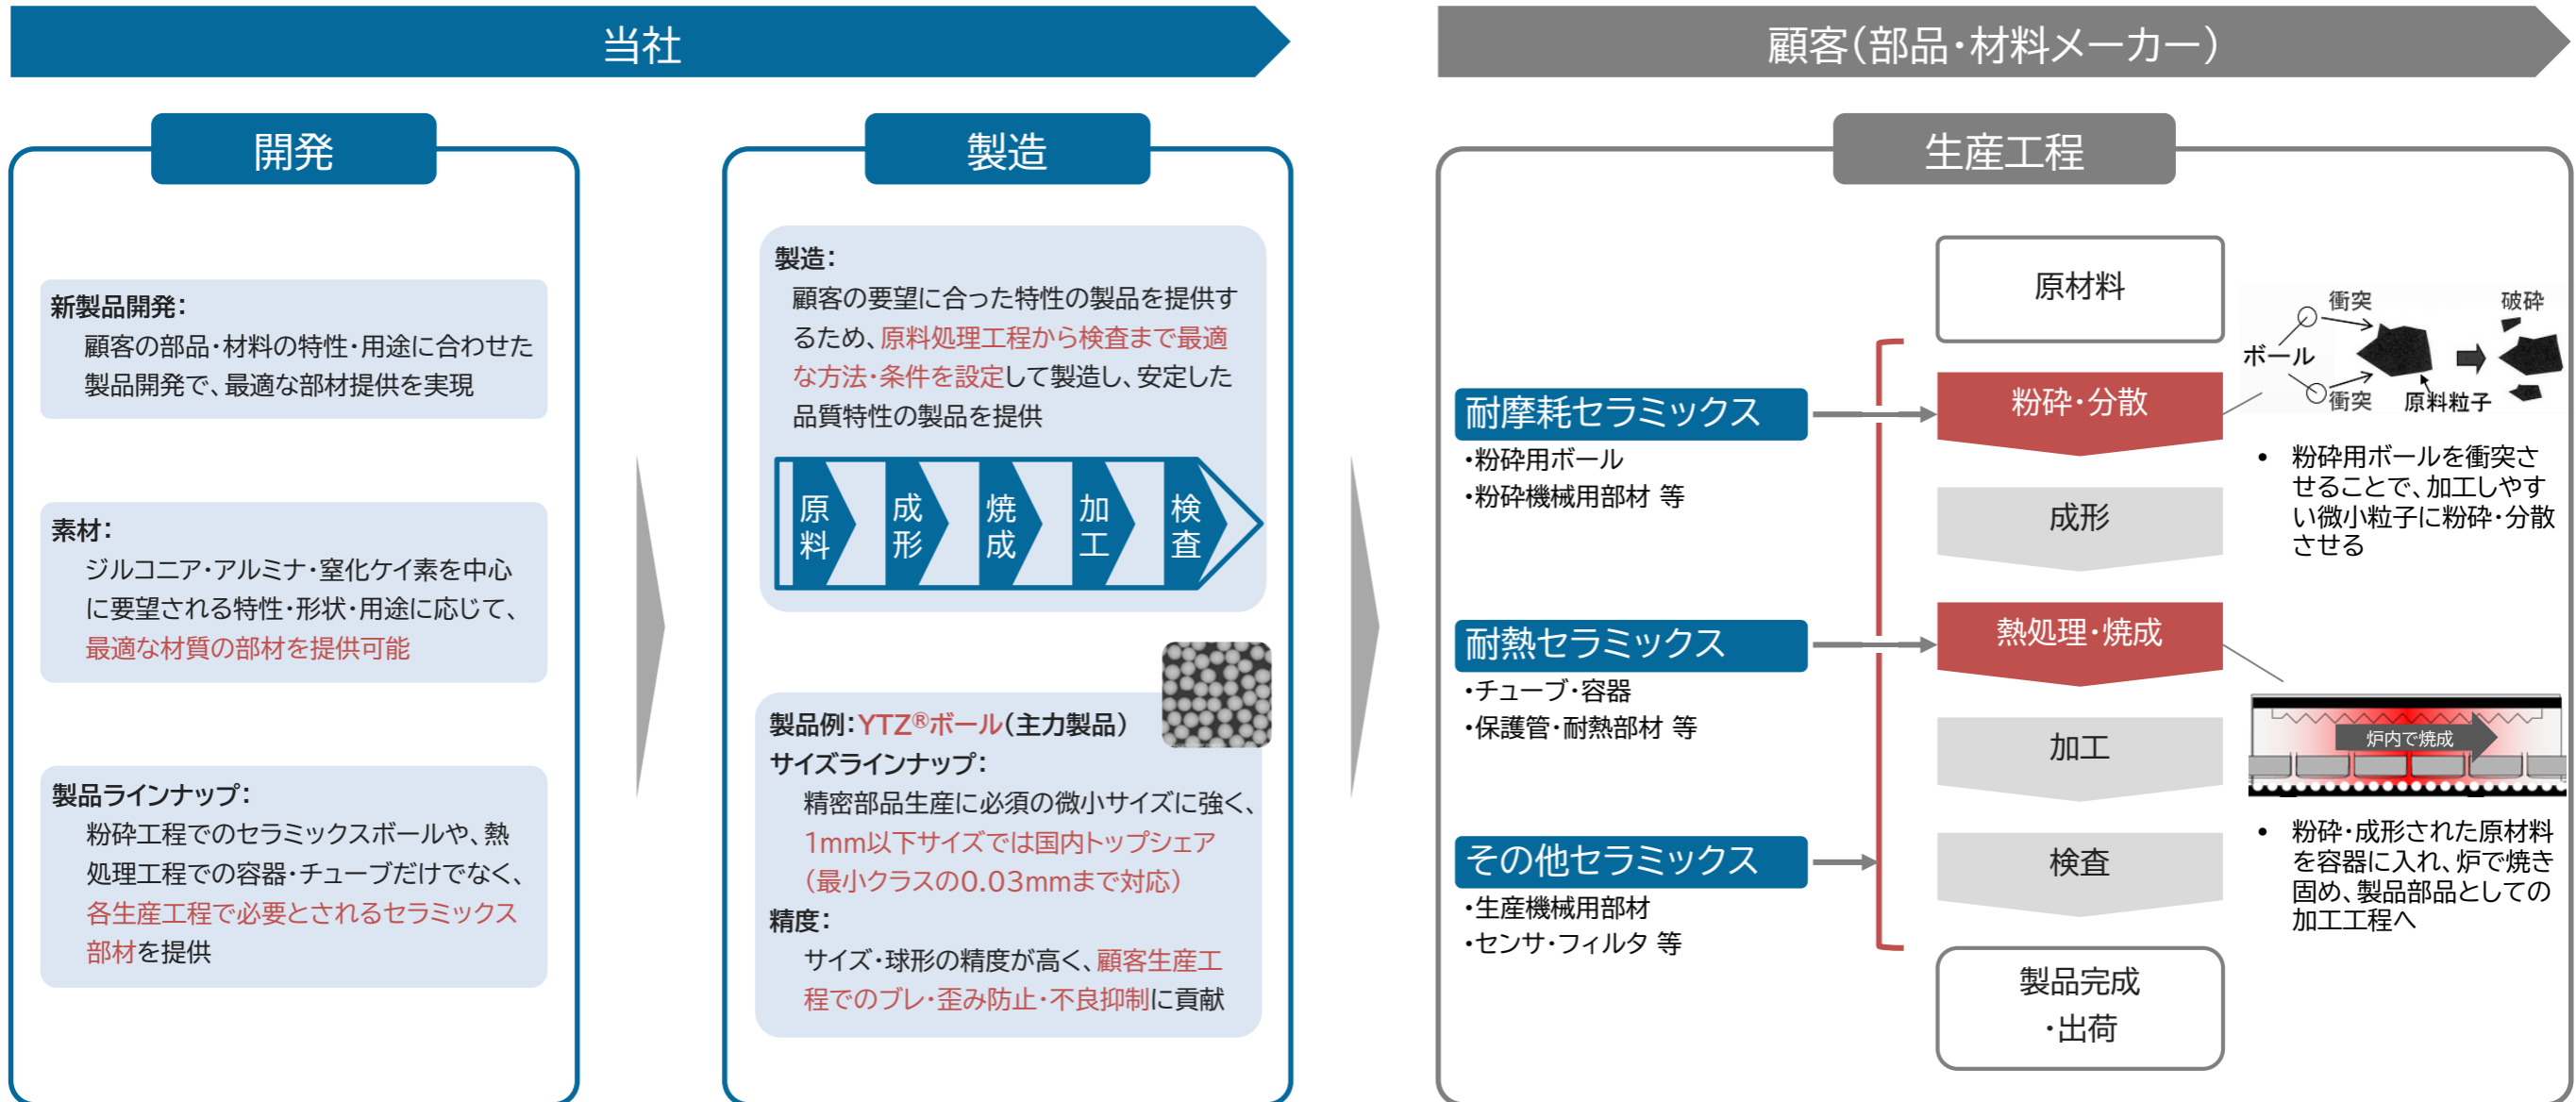 当社
開発
新製品開発：
顧客の部品・材料の特性・用途に合わせた
製品開発で、最適な部材提供を実現
素材：
ジルコニア・アルミナ・窒化ケイ素を中心
に要望される特性・形状・用途に応じて、
最適な材質の部材を提供可能
製品ラインナップ：
粉砕工程でのセラミックスボールや、熱
処理工程での容器・チューブだけでなく、
各生産工程で必要とされるセラミックス
部材を提供
製造
製造：
顧客の要望に合った特性の製品を提供す
るため、原料処理工程から検査まで最適
な方法・条件を設定して製造し、安定した
品質特性の製品を提供
原料
成形
焼成
加工
検査
製品例：YTZ®ボール（主力製品）
サイズラインナップ：
精密部品生産に必須の微小サイズに強く、
1mm以下サイズでは国内トップシェア
（最小クラスの0.03mmまで対応）
精度：
サイズ・球形の精度が高く、顧客生産工
程でのブレ・歪み防止・不良抑制に貢献
顧客（部品・材料メーカー）
生産工程
耐摩耗セラミックス
・粉砕用ボール
・粉砕機械用部材 等
耐熱セラミックス
・チューブ・容器
・保護管・耐熱部材 等
その他セラミックス
・生産機械用部材
・センサ・フィルタ 等
原材料
粉砕・分散
成形
熱処理・焼成
加工
検査
製品完成
・出荷
衝突
破砕
ボール
衝突
原料粒子
• 粉砕用ボールを衝突さ
せることで、加工しやす
い微小粒子に粉砕・分散
させる
炉内で焼成
• 粉砕・成形された原材料
を容器に入れ、炉で焼き
固め、製品部品としての
加工工程へ